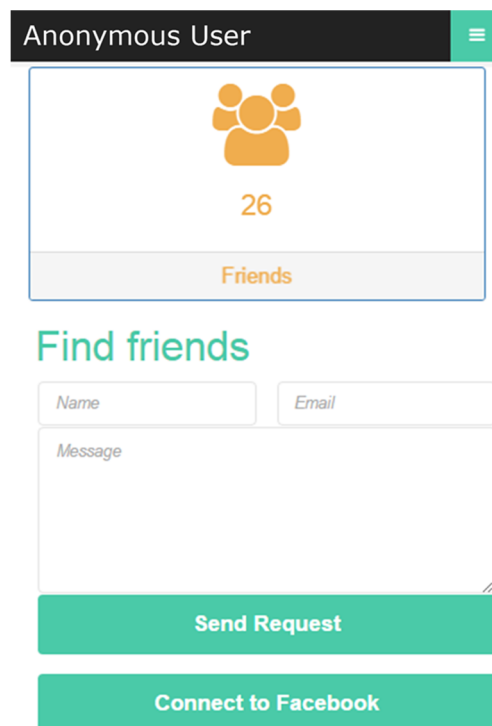 Anonymous User
26
Friends
Find friends
Name Email
Message
Send Request
Connect to Facebook